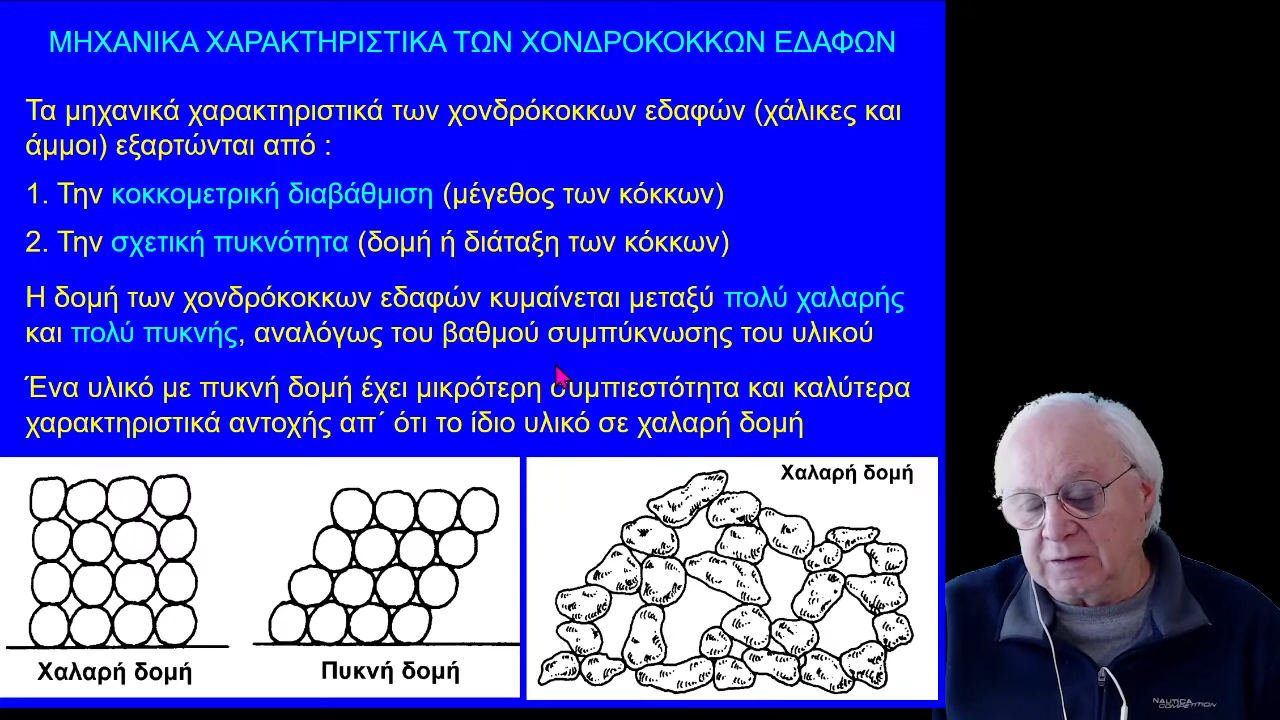 ΜΗΧΑΝΙΚΑ ΧΑΡΑΚΤΗΡΙΣΤΙΚΑ ΤΩΝ ΧΟΝΔΡΟΚΟΚΚΩΝ ΕΔΑΦΩΝ
Τα μηχανικά χαρακτηριστικά των χονδρόκοκκων εδαφών (χάλικες και
άμμοι) εξαρτώνται από :
1. Την κοκκομετρική διαβάθμιση (μέγεθος των κόκκων)
2. Την σχετική πυκνότητα (δομή ή διάταξη των κόκκων)
Η δομή των χονδρόκοκκων εδαφών κυμαίνεται μεταξύ πολύ χαλαρής
και πολύ πυκνής, αναλόγως του βαθμού συμπύκνωσης του υλικού
Ένα υλικό με πυκνή δομή έχει μικρότερη συμπιεστότητα και καλύτερα
χαρακτηριστικά αντοχής απ΄ ότι το ίδιο υλικό σε χαλαρή δομή
Χαλαρή δομή
Πυκνή δομή
Χαλαρή δομή
NAUTICA
COMPETITION